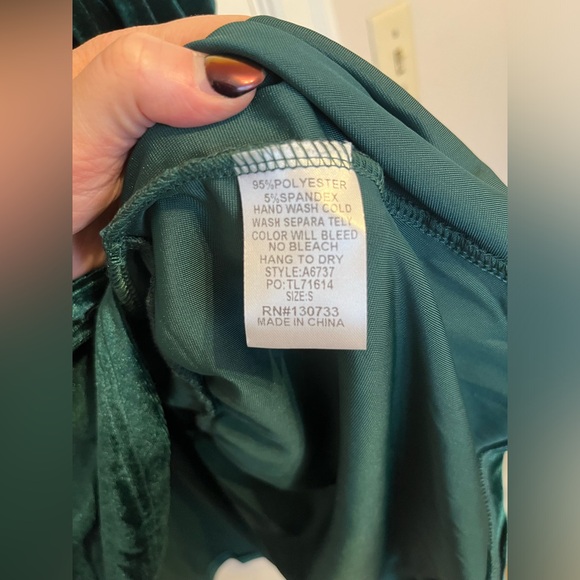 95%POLYESTER
5%SPANDEX
HAND WASH COLD
WASH SEPARA TELY
COLOR WILL BLEED
NO BLEACH
HANG TO DRY
STYLE:A6737
PO:TL71614
SIZE:S
RN#130733
MADE IN CHINA